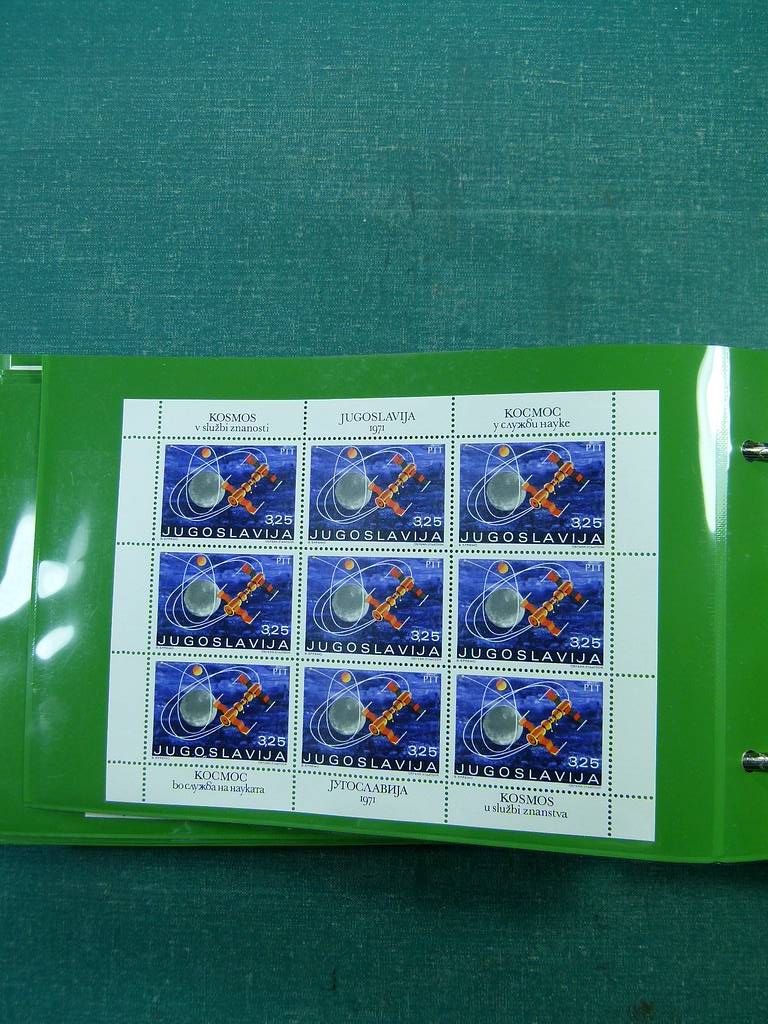 KOSMOS
v službi znanosti
JUGOSLAVIJA
1971
КОСМОС
у служби науке
PTT
3,25
JUGOSLAVIJA
PTT
3,25
JUGOSLAVIJA
PTT
3,25
JUGOSLAVIJA
PTT
3,25
JUGOSLAVIJA
PTT
3,25
JUGOSLAVIJA
PTT
3,25
JUGOSLAVIJA
PTT
3,25
JUGOSLAVIJA
PTT
3,25
JUGOSLAVIJA
PTT
3,25
JUGOSLAVIJA
КОСМОС
во служба на науката
ЈУГОСЛАВИЈА
1971
KOSMOS
u službi znanstva